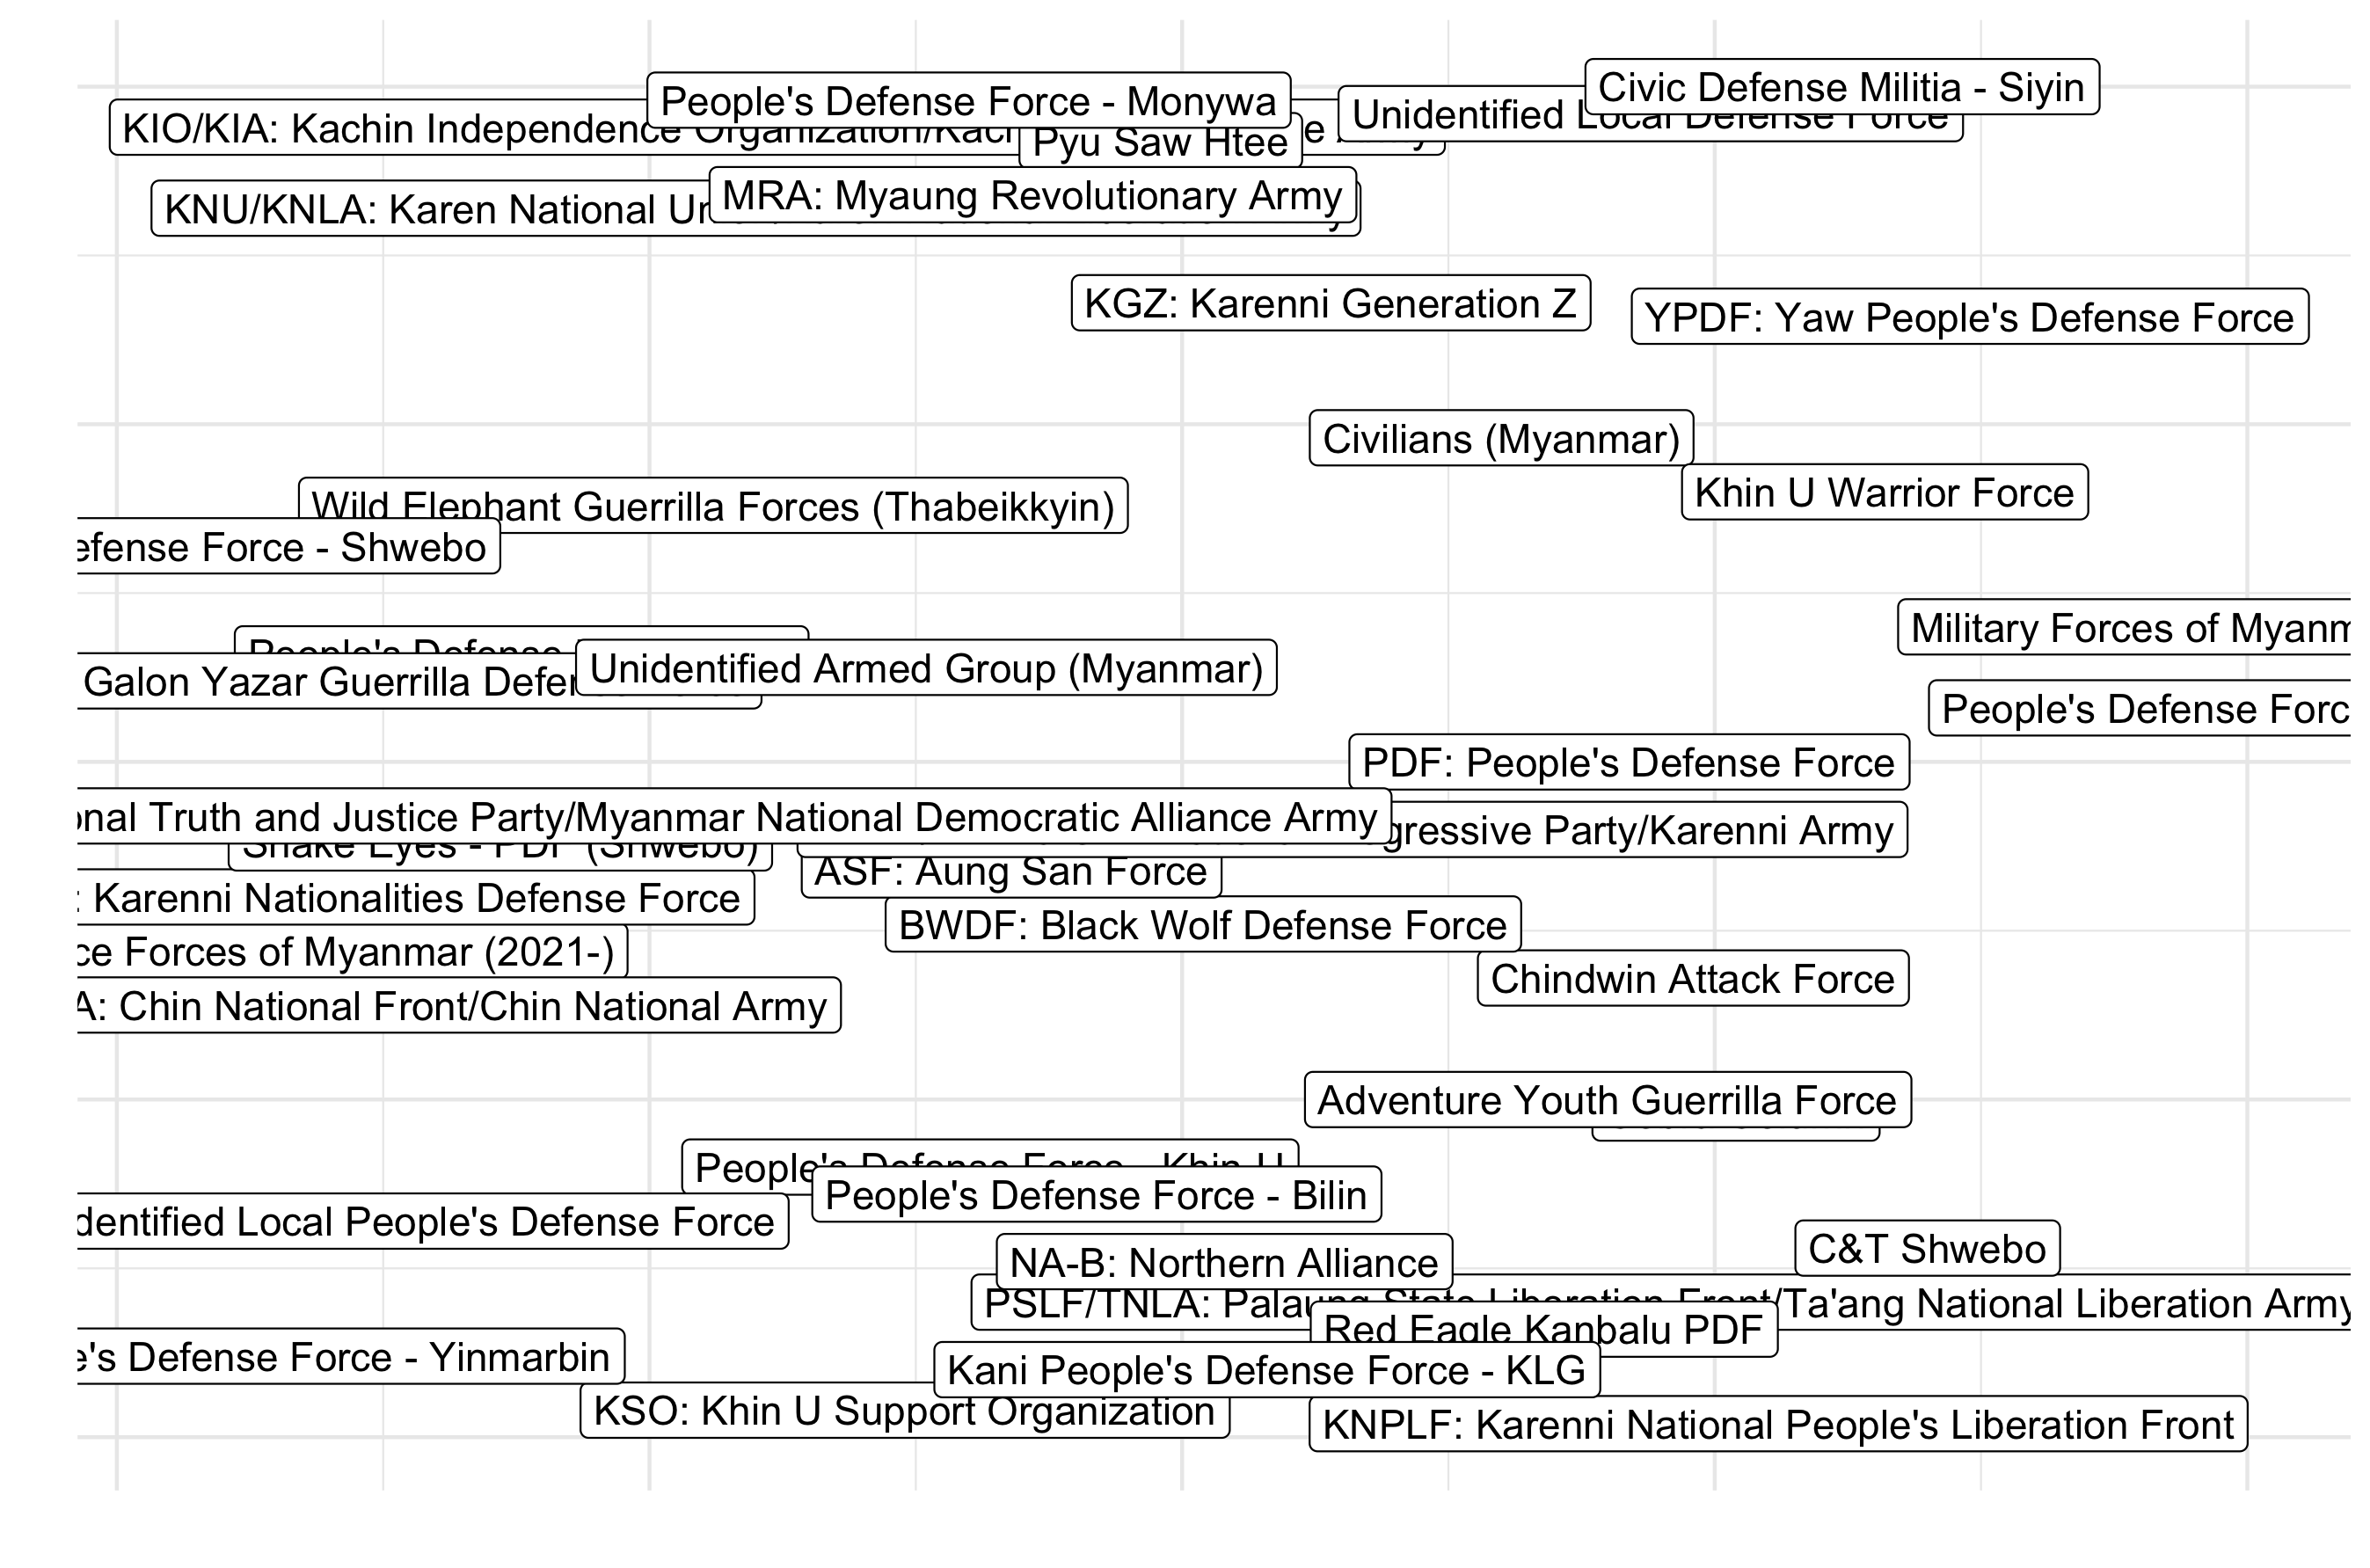 Civic Defense Militia - Siyin
People's Defense Force - Monywa
Unidentified Local Defense Force
KIO/KIA: Kachin Independence Organization/Kach e Army
Pyu Saw Htee
MRA: Myaung Revolutionary Army
KNU/KNLA: Karen National Un
KGZ: Karenni Generation Z
YPDF: Yaw People's Defense Force
Civilians (Myanmar)
Khin U Warrior Force
Wild Elephant Guerrilla Forces (Thabeikkyin)
efense Force - Shwebo
Military Forces of Myanm
People's Defense
Unidentified Armed Group (Myanmar)
Galon Yazar Guerrilla Defen
People's Defense Forc
PDF: People's Defense Force
onal Truth and Justice Party/Myanmar National Democratic Alliance Army
gressive Party/Karenni Army
Snake Eyes - PDF (Shwebo)
ASF: Aung San Force
: Karenni Nationalities Defense Force
BWDF: Black Wolf Defense Force
ce Forces of Myanmar (2021-)
Chindwin Attack Force
A: Chin National Front/Chin National Army
Adventure Youth Guerrilla Force
People's Defense Force - Khin U
People's Defense Force - Bilin
dentified Local People's Defense Force
C&T Shwebo
NA-B: Northern Alliance
PSLF/TNLA: Palaung State Liberation Front/Ta'ang National Liberation Army
Red Eagle Kanbalu PDF
e's Defense Force - Yinmarbin
Kani People's Defense Force - KLG
KSO: Khin U Support Organization
KNPLF: Karenni National People's Liberation Front